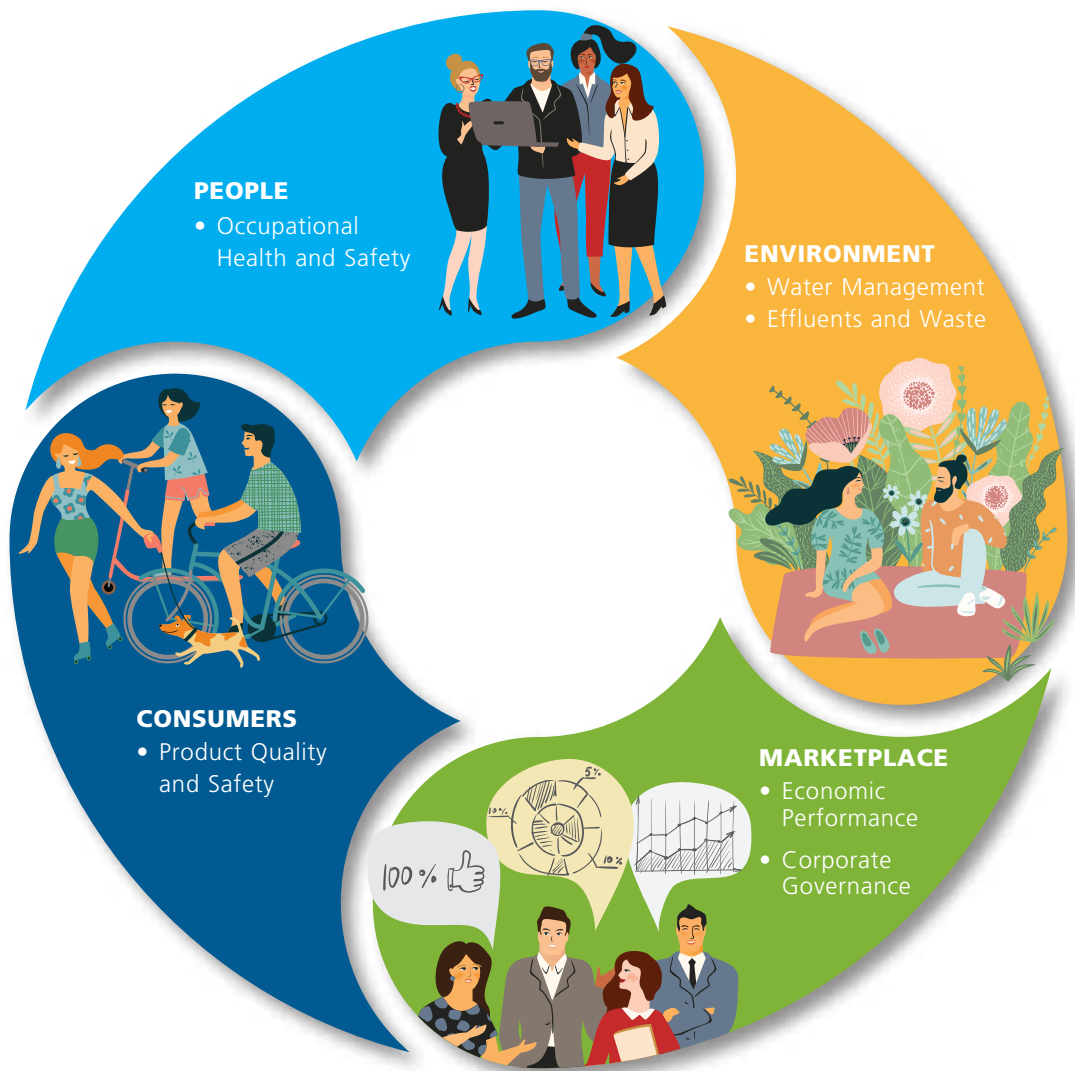 PEOPLE
• Occupational
Health and Safety
ENVIRONMENT
• Water Management
• Effluents and Waste
CONSUMERS
• Product Quality
and Safety
MARKETPLACE
• Economic
Performance
• Corporate
Governance
5%
10%
10%
100%